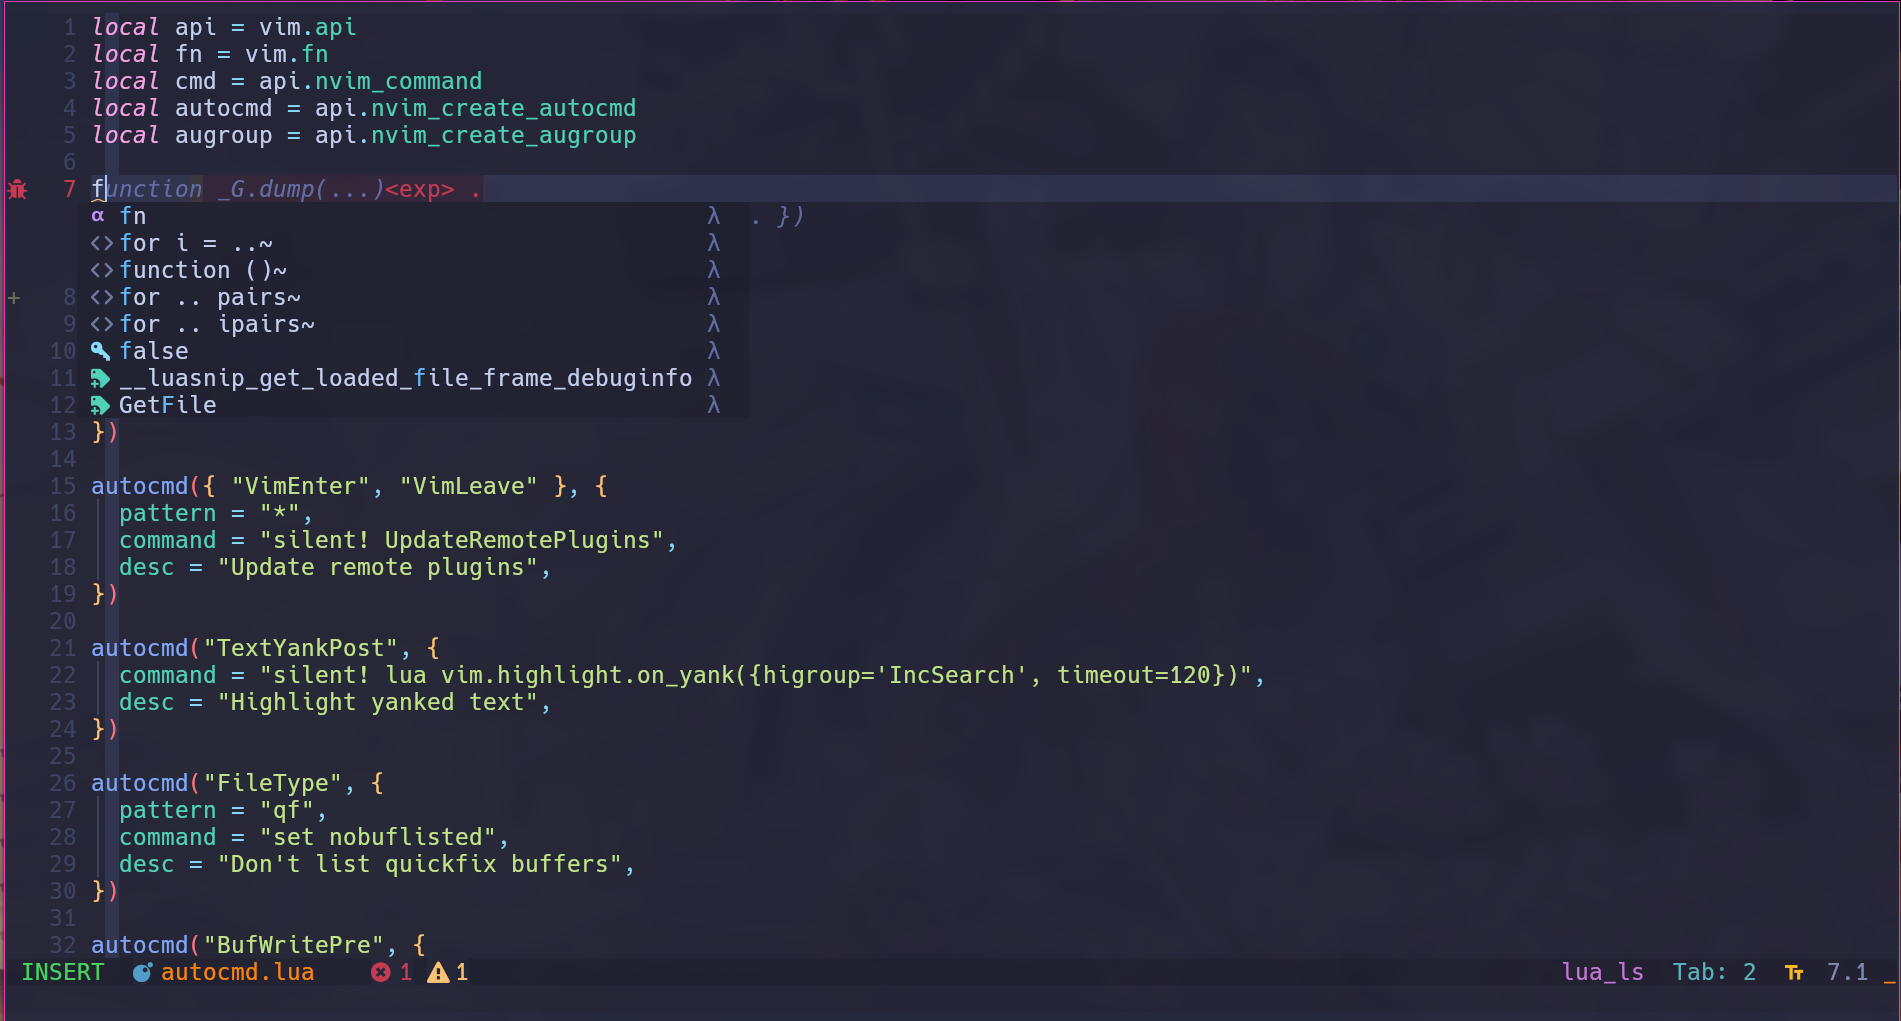 1 local api = vim.api
2 local fn = vim.fn
3 local cmd = api.nvim_command
4 local autocmd = api.nvim_create_autocmd
5 local augroup = api.nvim_create_augroup
6
7 function _G.dump(...)<exp> .
α fn λ . })
<> for i = ..~ λ
<> function ()~ λ
+ 8 <> for .. pairs~ λ
9 <> for .. ipairs~ λ
10 false λ
11 __luasnip_get_loaded_file_frame_debuginfo λ
12 GetFile λ
13 })
14
15 autocmd({ "VimEnter", "VimLeave" }, {
16   pattern = "*",
17   command = "silent! UpdateRemotePlugins",
18   desc = "Update remote plugins",
19 })
20
21 autocmd("TextYankPost", {
22   command = "silent! lua vim.highlight.on_yank({higroup='IncSearch', timeout=120})",
23   desc = "Highlight yanked text",
24 })
25
26 autocmd("FileType", {
27   pattern = "qf",
28   command = "set nobuflisted",
29   desc = "Don't list quickfix buffers",
30 })
31
32 autocmd("BufWritePre", {
INSERT autocmd.lua 1 1 lua_ls Tab: 2 TT 7.1 _